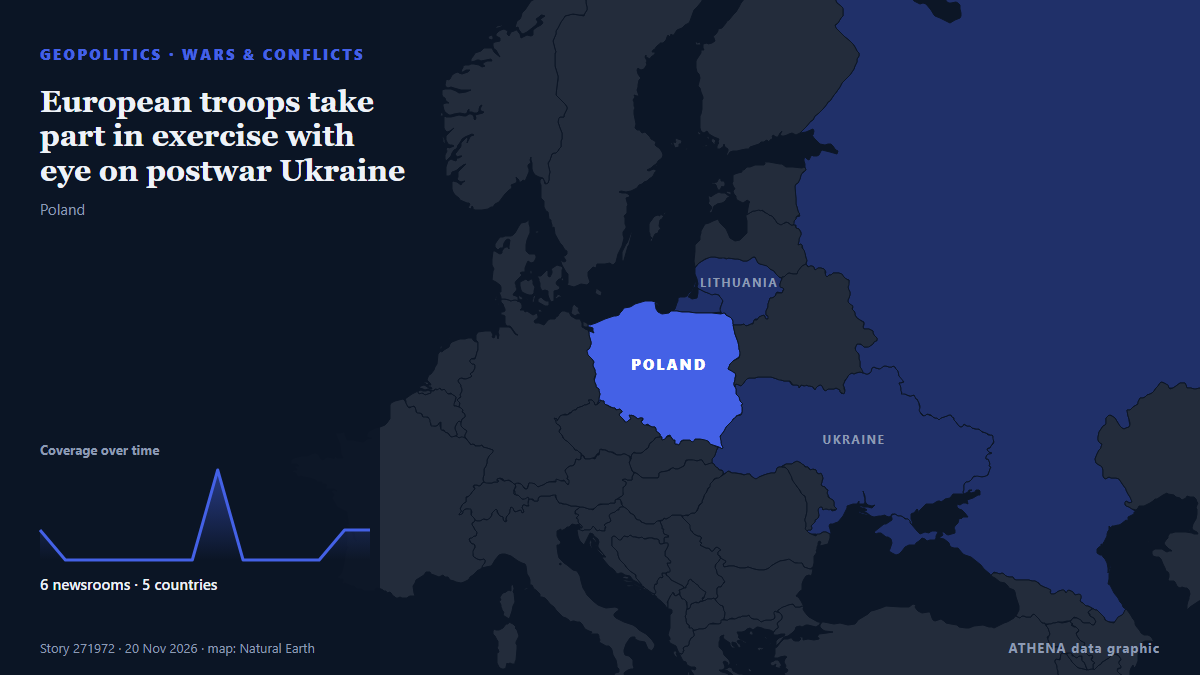 GEOPOLITICS · WARS & CONFLICTS
European troops take
part in exercise with
eye on postwar Ukraine
Poland
LITHUANIA
POLAND
UKRAINE
Coverage over time
6 newsrooms · 5 countries
Story 271972 · 20 Nov 2026 · map: Natural Earth
ATHENA data graphic